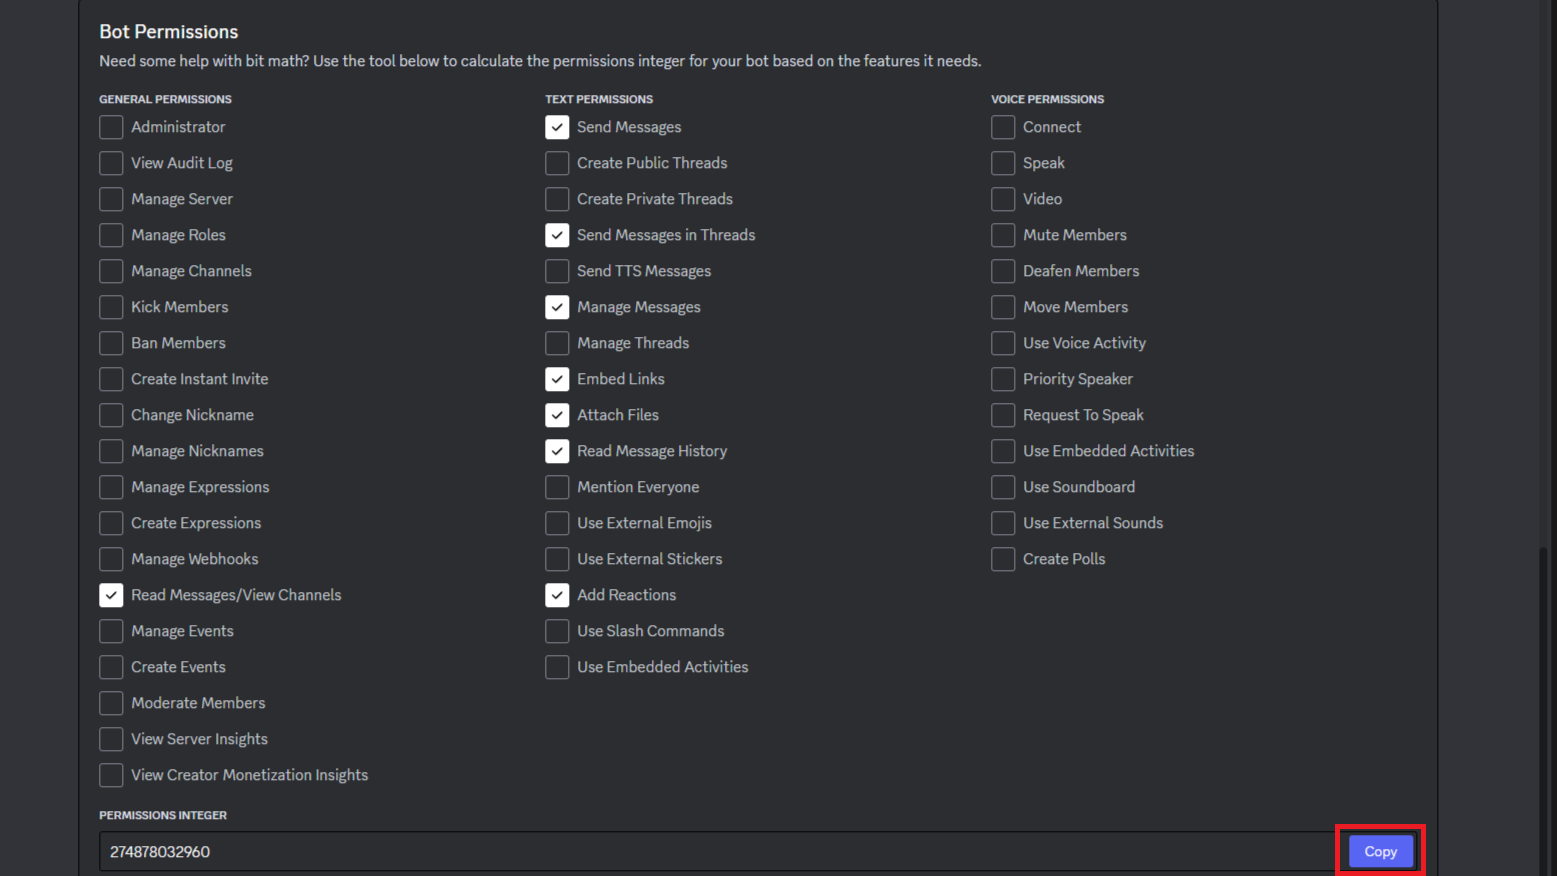 Bot Permissions
Need some help with bit math? Use the tool below to calculate the permissions integer for your bot based on the features it needs.
GENERAL PERMISSIONS
Administrator
View Audit Log
Manage Server
Manage Roles
Manage Channels
Kick Members
Ban Members
Create Instant Invite
Change Nickname
Manage Nicknames
Manage Expressions
Create Expressions
Manage Webhooks
Read Messages/View Channels
Manage Events
Create Events
Moderate Members
View Server Insights
View Creator Monetization Insights
TEXT PERMISSIONS
Send Messages
Create Public Threads
Create Private Threads
Send Messages in Threads
Send TTS Messages
Manage Messages
Manage Threads
Embed Links
Attach Files
Read Message History
Mention Everyone
Use External Emojis
Use External Stickers
Add Reactions
Use Slash Commands
Use Embedded Activities
VOICE PERMISSIONS
Connect
Speak
Video
Mute Members
Deafen Members
Move Members
Use Voice Activity
Priority Speaker
Request To Speak
Use Embedded Activities
Use Soundboard
Use External Sounds
Create Polls
PERMISSIONS INTEGER
274878032960
Copy